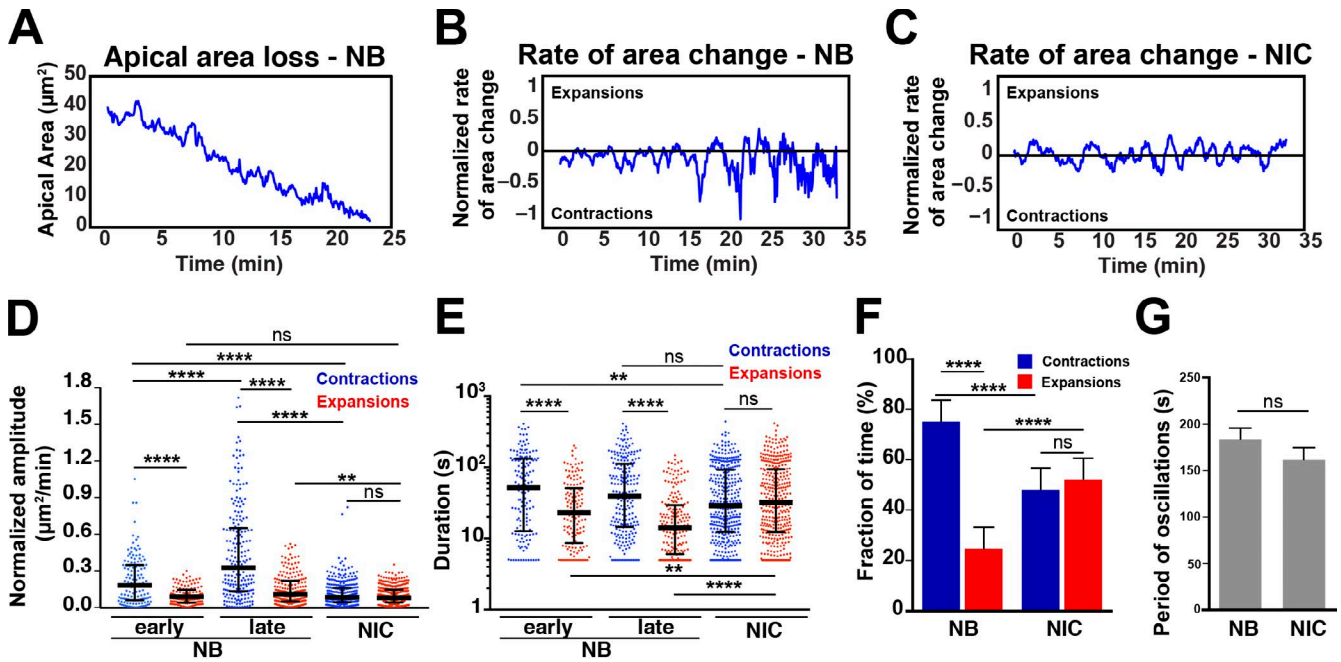 A
Apical area loss - NB
Apical Area (µm²)
50
40
30
20
10
0
0 5 10 15 20 25
Time (min)
B
Rate of area change - NB
Normalized rate
of area change
1
0.5
0
−0.5
−1
Expansions
Contractions
0 5 10 15 20 25 30 35
Time (min)
C
Rate of area change - NIC
Normalized rate
of area change
1
0.5
0
−0.5
−1
Expansions
Contractions
0 5 10 15 20 25 30 35
Time (min)
D
ns
****
****
****
****
****
**
ns
Contractions
Expansions
Normalized amplitude
(µm²/min)
1.8
1.5
1.2
0.9
0.6
0.3
0.0
early late NIC
NB
E
ns
**
****
****
ns
Contractions
Expansions
Duration (s)
10³
10²
10
1
**
****
early late NIC
NB
F
Contractions
Expansions
****
****
****
ns
Fraction of time (%)
100
80
60
40
20
0
NB NIC
G
ns
Period of oscillations (s)
250
200
150
100
50
0
NB NIC